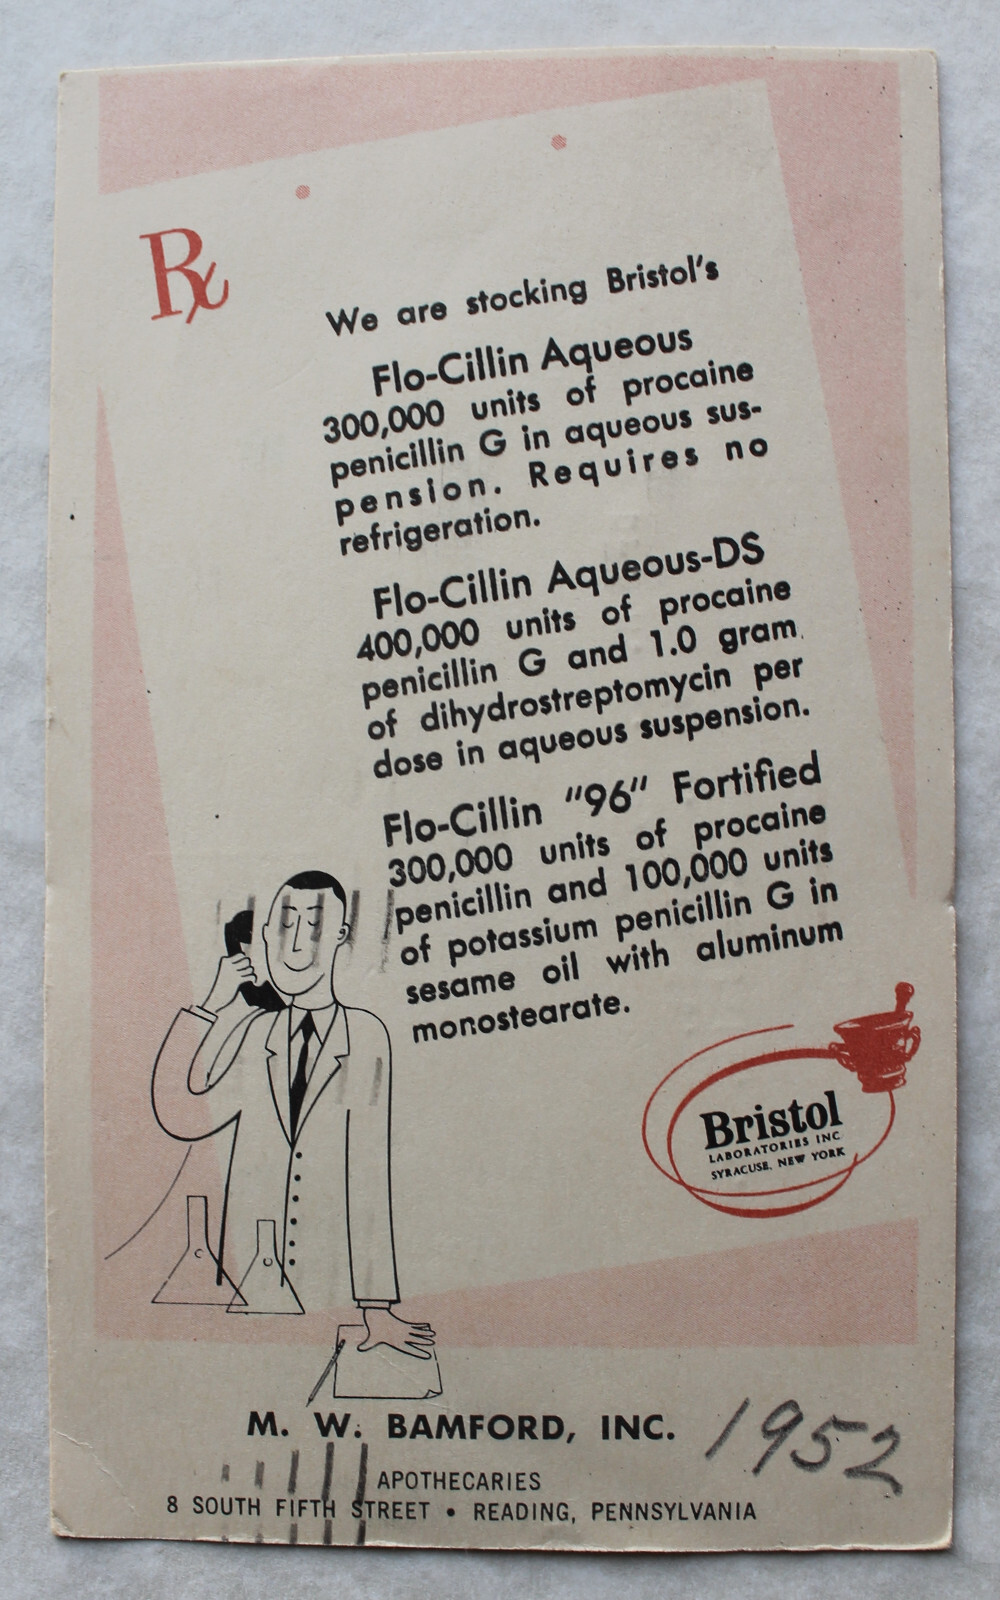 Rx
We are stocking Bristol's
Flo-Cillin Aqueous
300,000 units of procaine
penicillin G in aqueous sus-
pension. Requires no
refrigeration.
Flo-Cillin Aqueous-DS
400,000 units of procaine
penicillin G and 1.0 gram
of dihydrostreptomycin per
dose in aqueous suspension.
Flo-Cillin "96" Fortified
300,000 units of procaine
penicillin and 100,000 units
of potassium penicillin G in
sesame oil with aluminum
monostearate.
Bristol
LABORATORIES INC
SYRACUSE, NEW YORK
C
C
M. W. BAMFORD, INC.
1952
APOTHECARIES
8 SOUTH FIFTH STREET • READING, PENNSYLVANIA